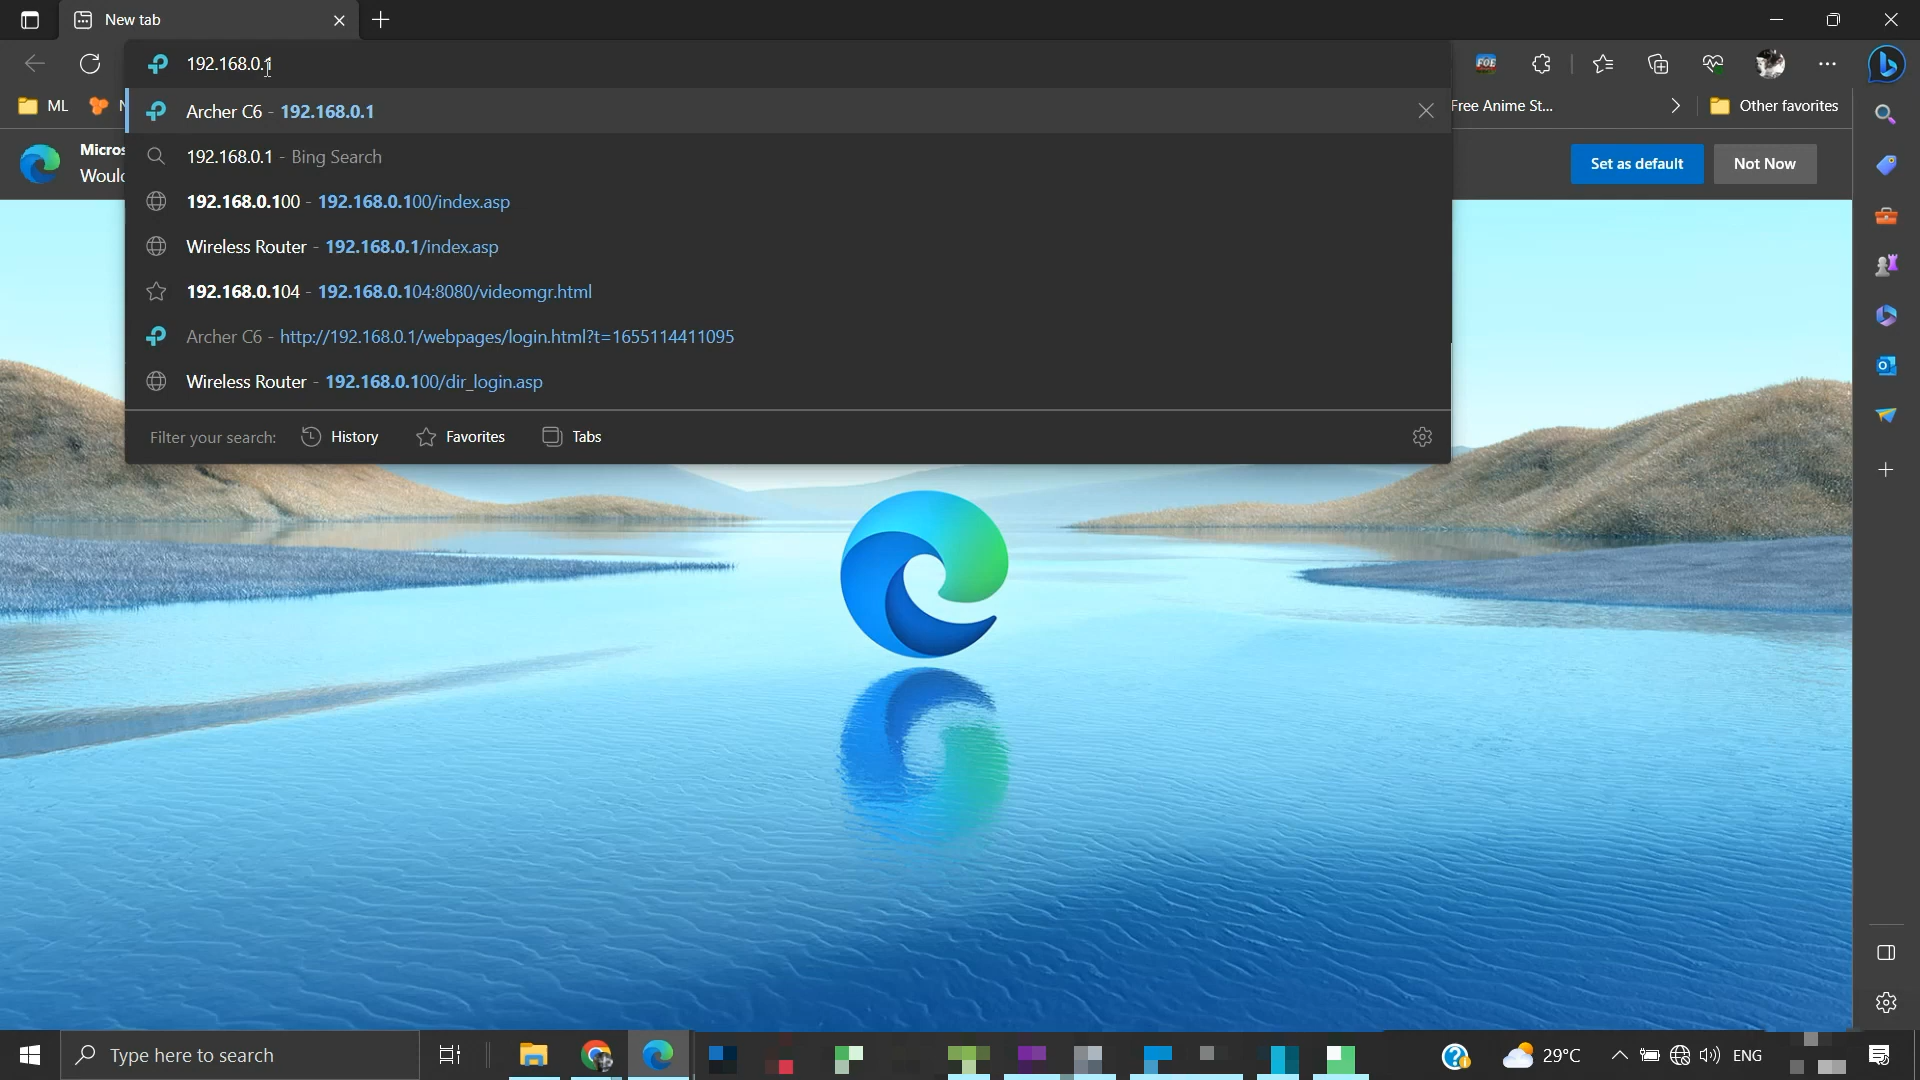 New tab
192.168.0.1
FOE
ML
Archer C6 - 192.168.0.1
Free Anime St...
Other favorites
192.168.0.1 - Bing Search
Set as default
Not Now
192.168.0.100 - 192.168.0.100/index.asp
Wireless Router - 192.168.0.1/index.asp
192.168.0.104 - 192.168.0.104:8080/videomgr.html
Archer C6 - http://192.168.0.1/webpages/login.html?t=1655114411095
Wireless Router - 192.168.0.100/dir_login.asp
Filter your search: History Favorites Tabs
Type here to search
29°C
ENG